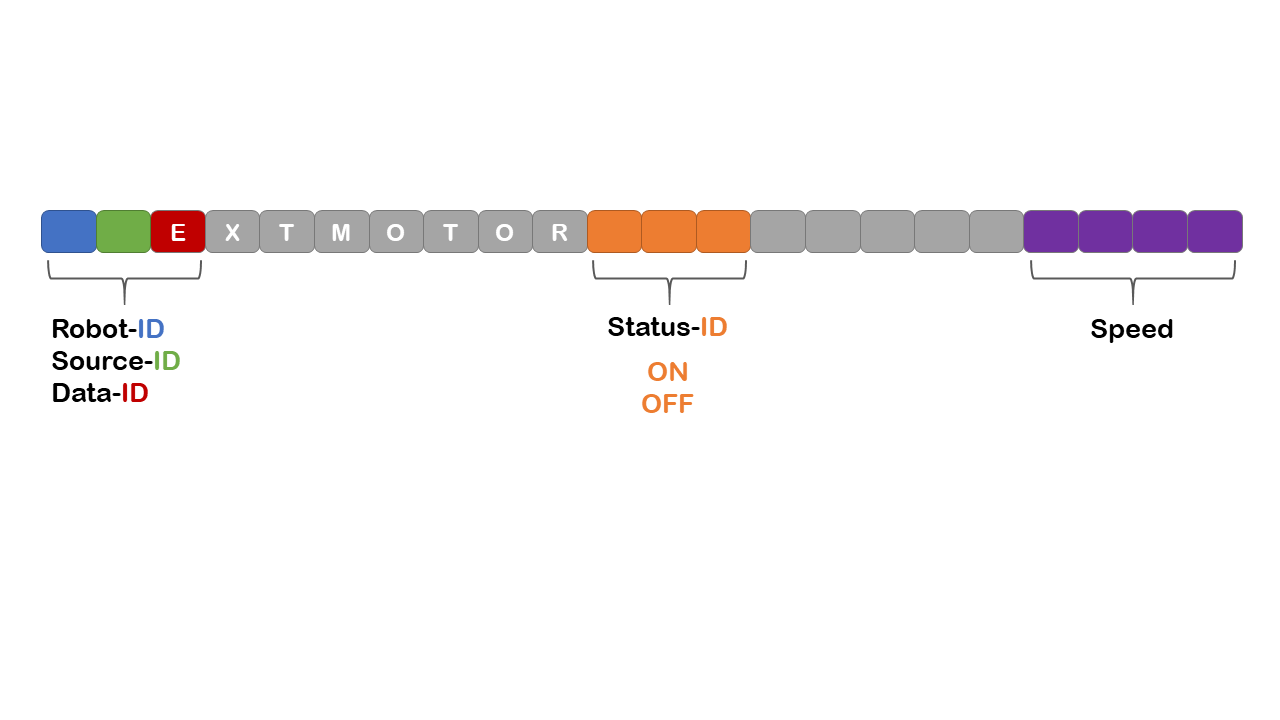 E X T M O T O R
Robot-ID
Source-ID
Data-ID
Status-ID
ON
OFF
Speed